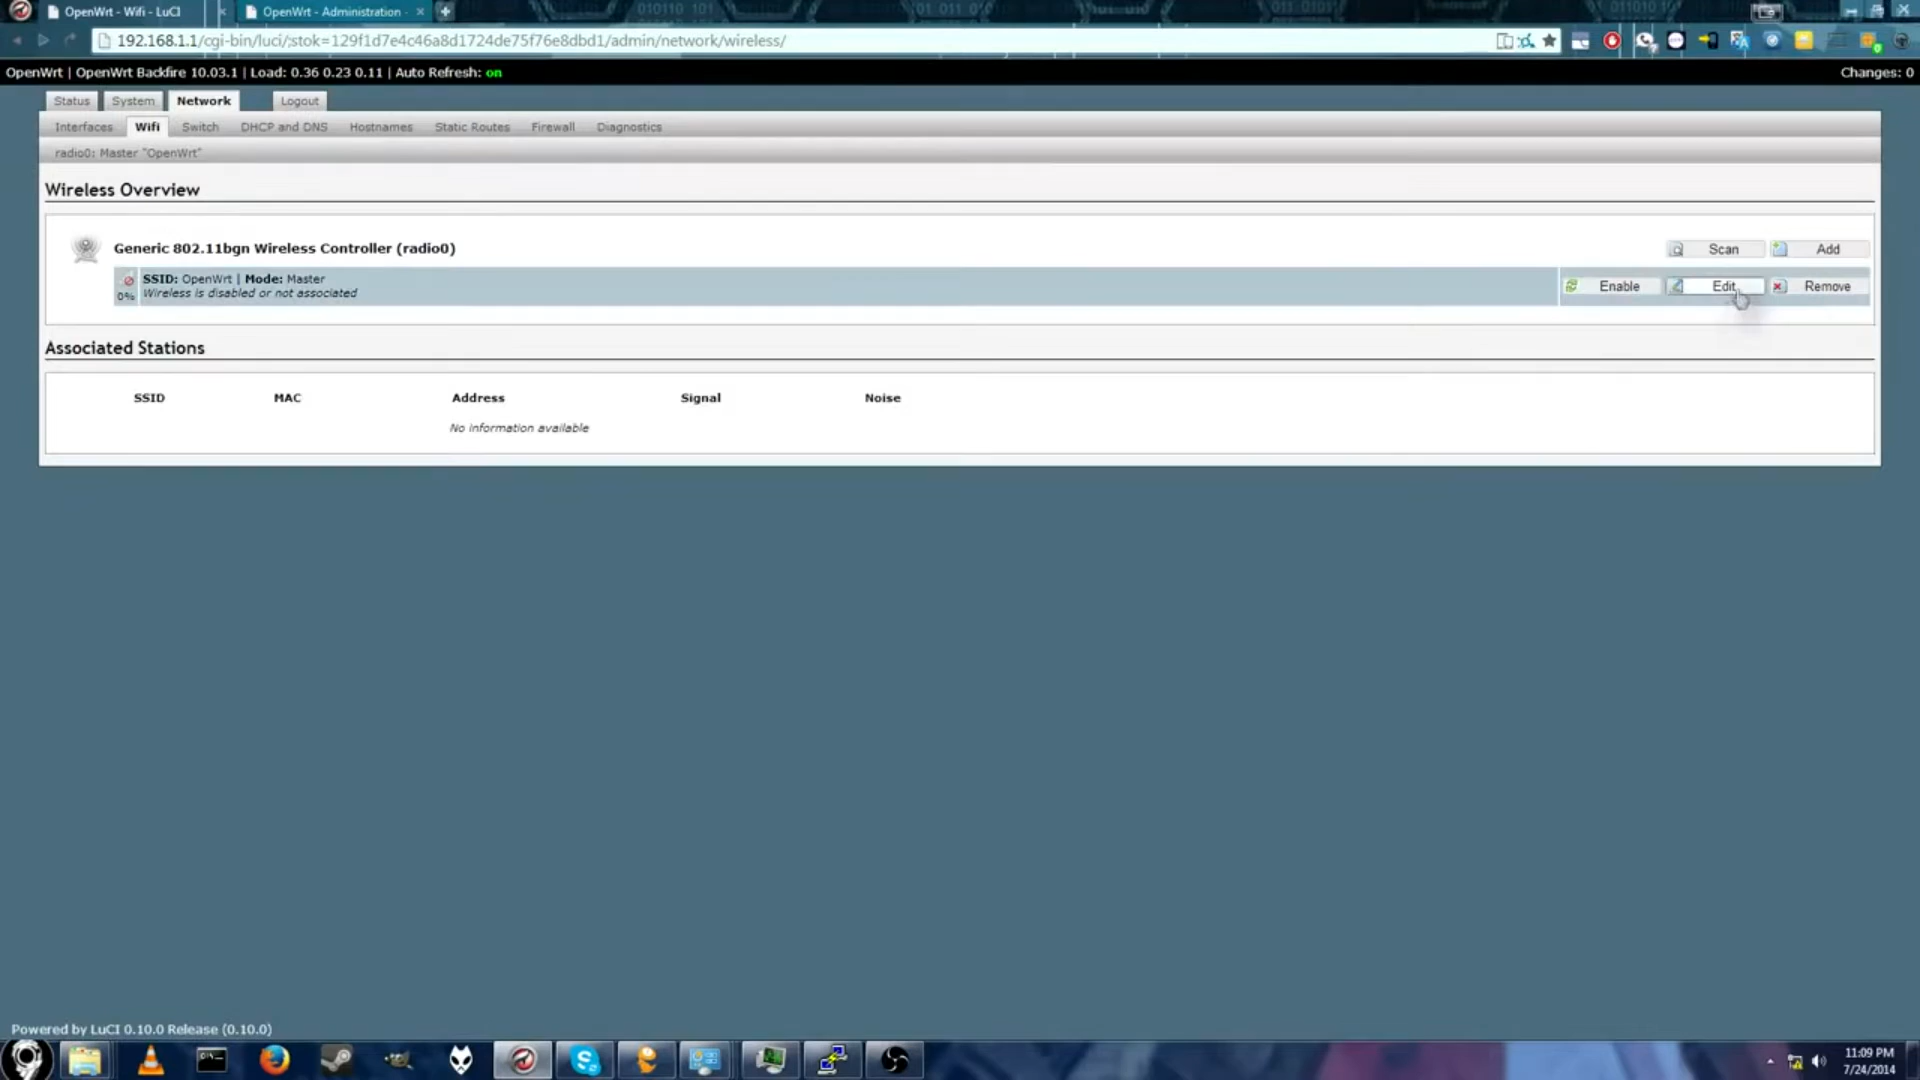 OpenWrt - Wifi - LuCI
OpenWrt - Administration -
192.168.1.1/cgi-bin/luci/;stok=129f1d7e4c46a8d1724de75f76e8dbd1/admin/network/wireless/
OpenWrt | OpenWrt Backfire 10.03.1 | Load: 0.36 0.23 0.11 | Auto Refresh: on
Changes: 0
Status System Network Logout
Interfaces Wifi Switch DHCP and DNS Hostnames Static Routes Firewall Diagnostics
radio0: Master "OpenWrt"
Wireless Overview
Generic 802.11bgn Wireless Controller (radio0)
Scan Add
SSID: OpenWrt | Mode: Master
0% Wireless is disabled or not associated
Enable Edit Remove
Associated Stations
SSID MAC Address Signal Noise
No information available
Powered by LuCI 0.10.0 Release (0.10.0)
11:09 PM
7/24/2014